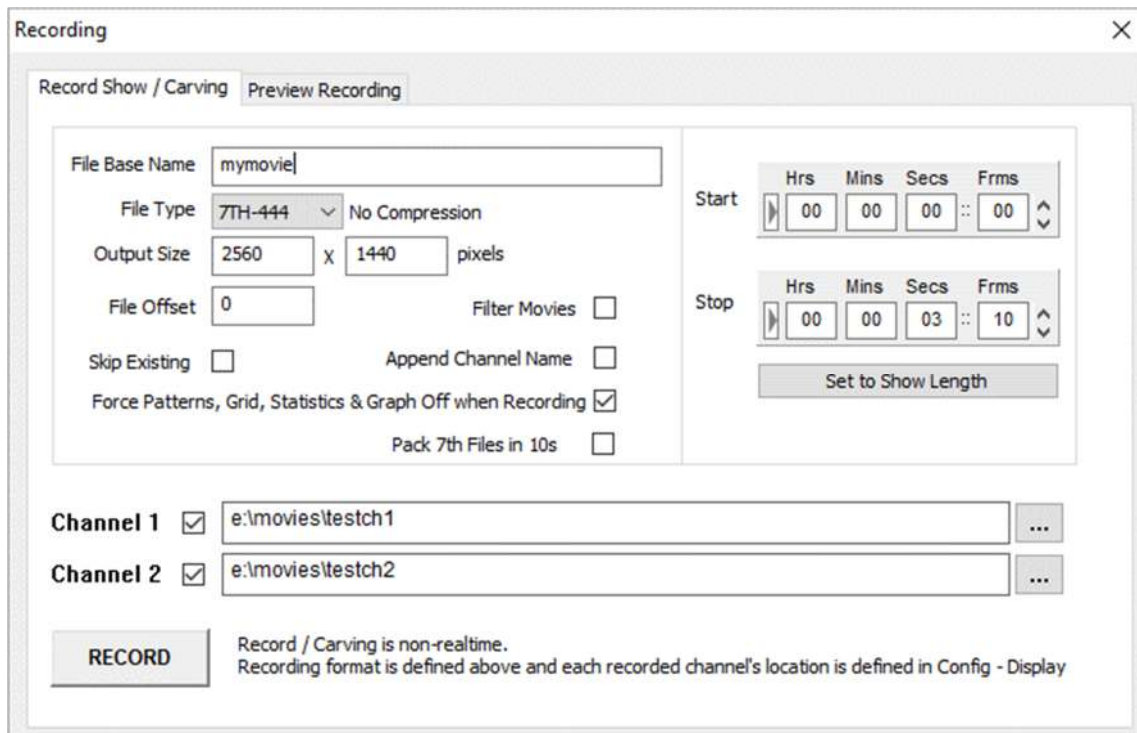 Recording
Record Show / Carving Preview Recording
File Base Name mymovie
File Type 7TH-444 No Compression
Output Size 2560 x 1440 pixels
File Offset 0 Filter Movies
Skip Existing Append Channel Name
Force Patterns, Grid, Statistics & Graph Off when Recording
Pack 7th Files in 10s
Hrs Mins Secs Frms
Start 00 00 00 :: 00
Hrs Mins Secs Frms
Stop 00 00 03 :: 10
Set to Show Length
Channel 1 e:\movies\testch1 ...
Channel 2 e:\movies\testch2 ...
RECORD
Record / Carving is non-realtime.
Recording format is defined above and each recorded channel's location is defined in Config - Display